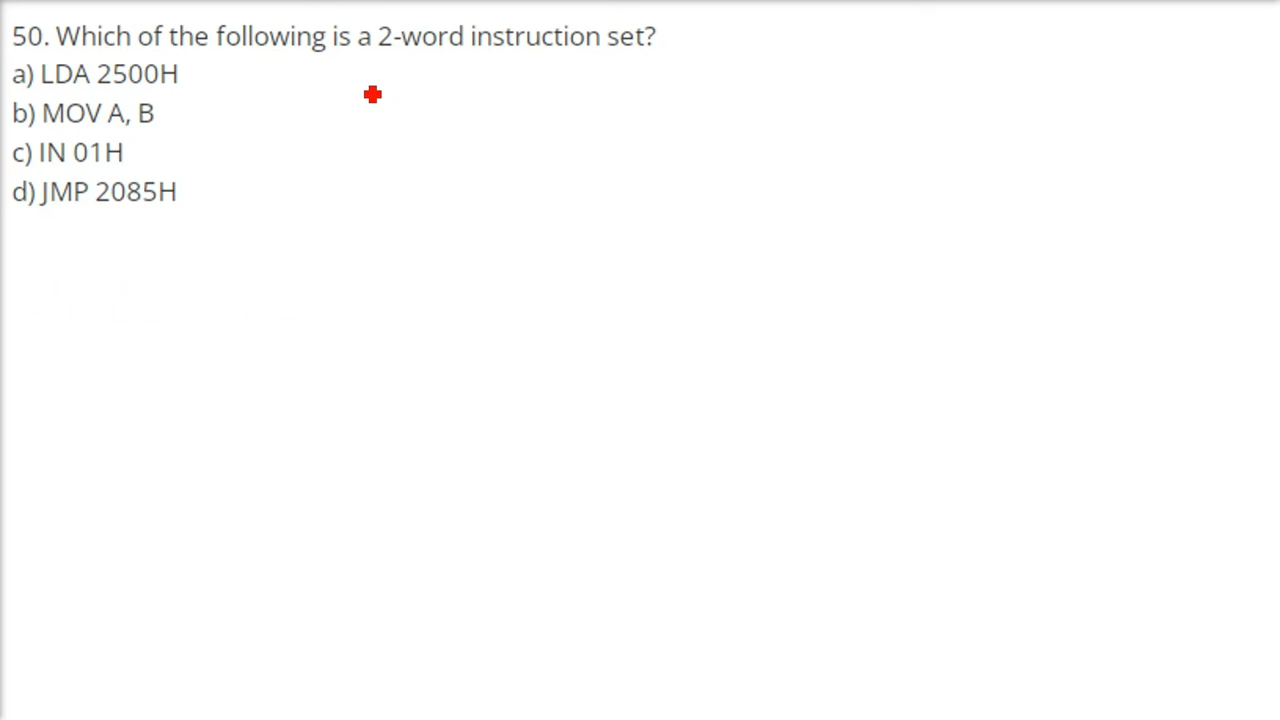 50. Which of the following is a 2-word instruction set?
a) LDA 2500H
b) MOV A, B
c) IN 01H
d) JMP 2085H